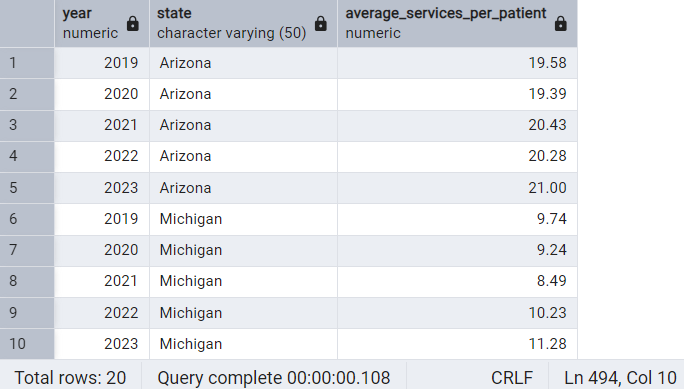 year state average_services_per_patient
numeric character varying (50) numeric
1 2019 Arizona 19.58
2 2020 Arizona 19.39
3 2021 Arizona 20.43
4 2022 Arizona 20.28
5 2023 Arizona 21.00
6 2019 Michigan 9.74
7 2020 Michigan 9.24
8 2021 Michigan 8.49
9 2022 Michigan 10.23
10 2023 Michigan 11.28
Total rows: 20 Query complete 00:00:00.108 CRLF Ln 494, Col 10